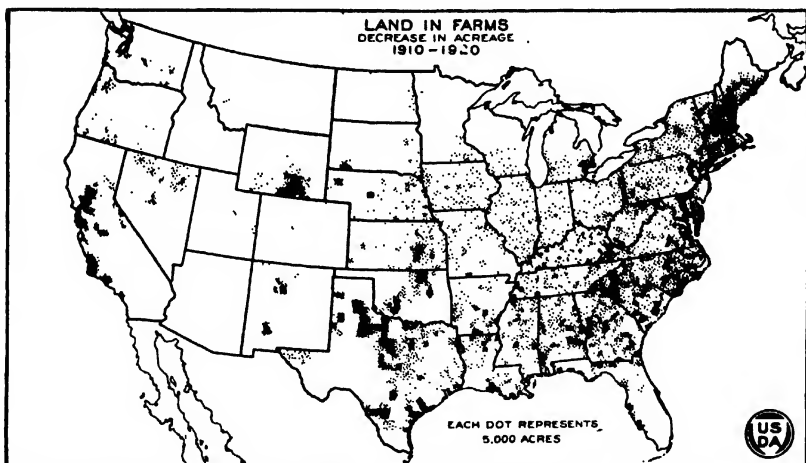 LAND IN FARMS
DECREASE IN ACREAGE
1910-1920
EACH DOT REPRESENTS
5,000 ACRES
US
DA